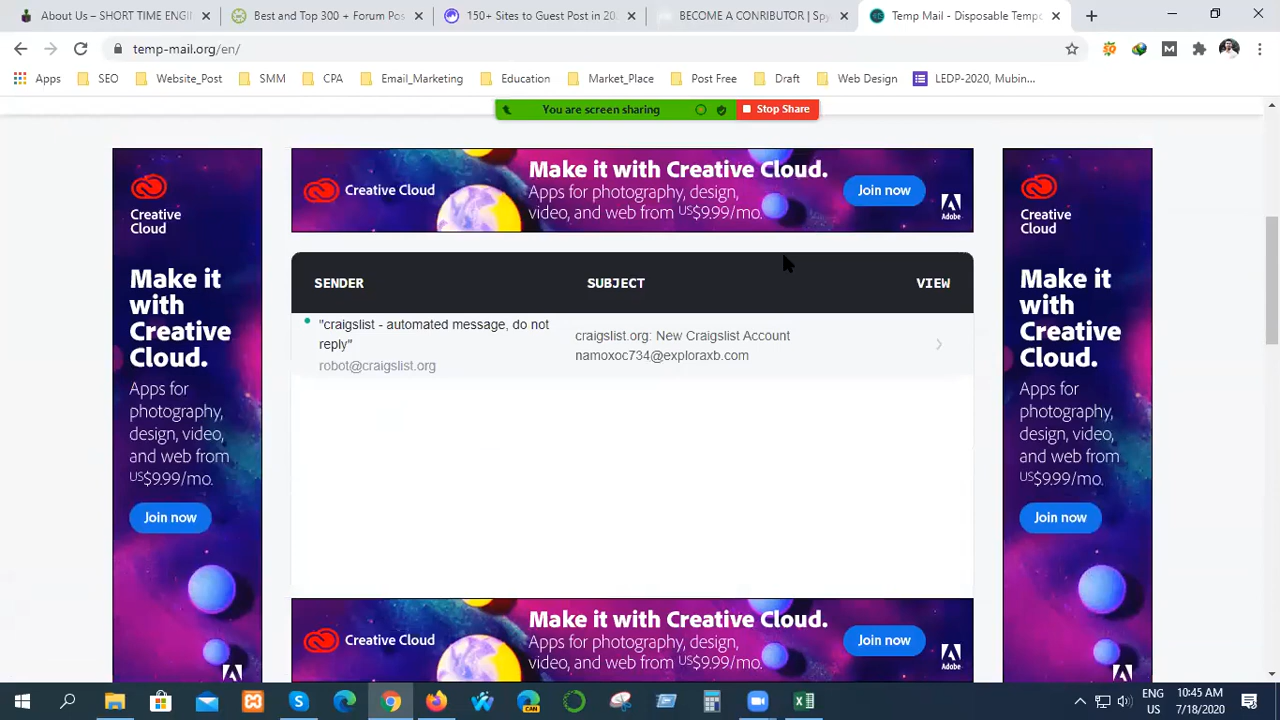 About Us – SHORT TIME ENGI
Best and Top 300 + Forum Pos
150+ Sites to Guest Post in 202
BECOME A CONRIBUTOR | Spy
Temp Mail - Disposable Tempo
temp-mail.org/en/
Apps
SEO
Website_Post
SMM
CPA
Email_Marketing
Education
Market_Place
Post Free
Draft
Web Design
LEDP-2020, Mubin...
You are screen sharing
Stop Share
Creative
Cloud
Make it
with
Creative
Cloud.
Apps for
photography,
design,
video,
and web
from
US$9.99/mo.
Join now
Creative Cloud
Make it with Creative Cloud.
Apps for photography, design,
video, and web from US$9.99/mo.
Join now
Adobe
SENDER
SUBJECT
VIEW
"craigslist - automated message, do not
reply"
robot@craigslist.org
craigslist.org: New Craigslist Account
namoxoc734@exploraxb.com
Creative Cloud
Make it with Creative Cloud.
Apps for photography, design,
video, and web from US$9.99/mo.
Join now
Adobe
Creative
Cloud
Make it
with
Creative
Cloud.
Apps for
photography,
design, video,
and web from
US$9.99/mo.
Join now
CAN
ENG
US
10:45 AM
7/18/2020